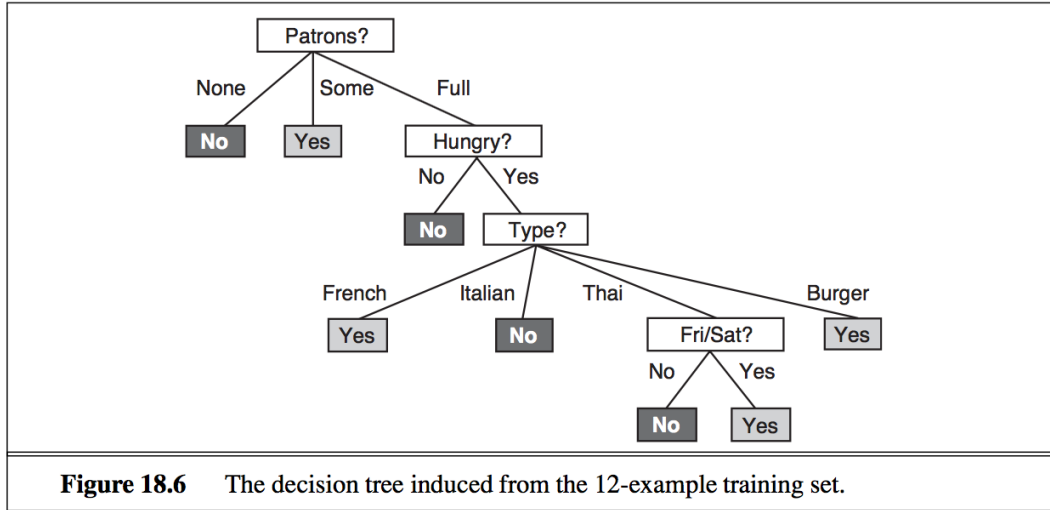 Patrons?
None Some Full
No Yes Hungry?
No Yes
No Type?
French Italian Thai Burger
Yes No Fri/Sat? Yes
No Yes
No Yes
Figure 18.6 The decision tree induced from the 12-example training set.